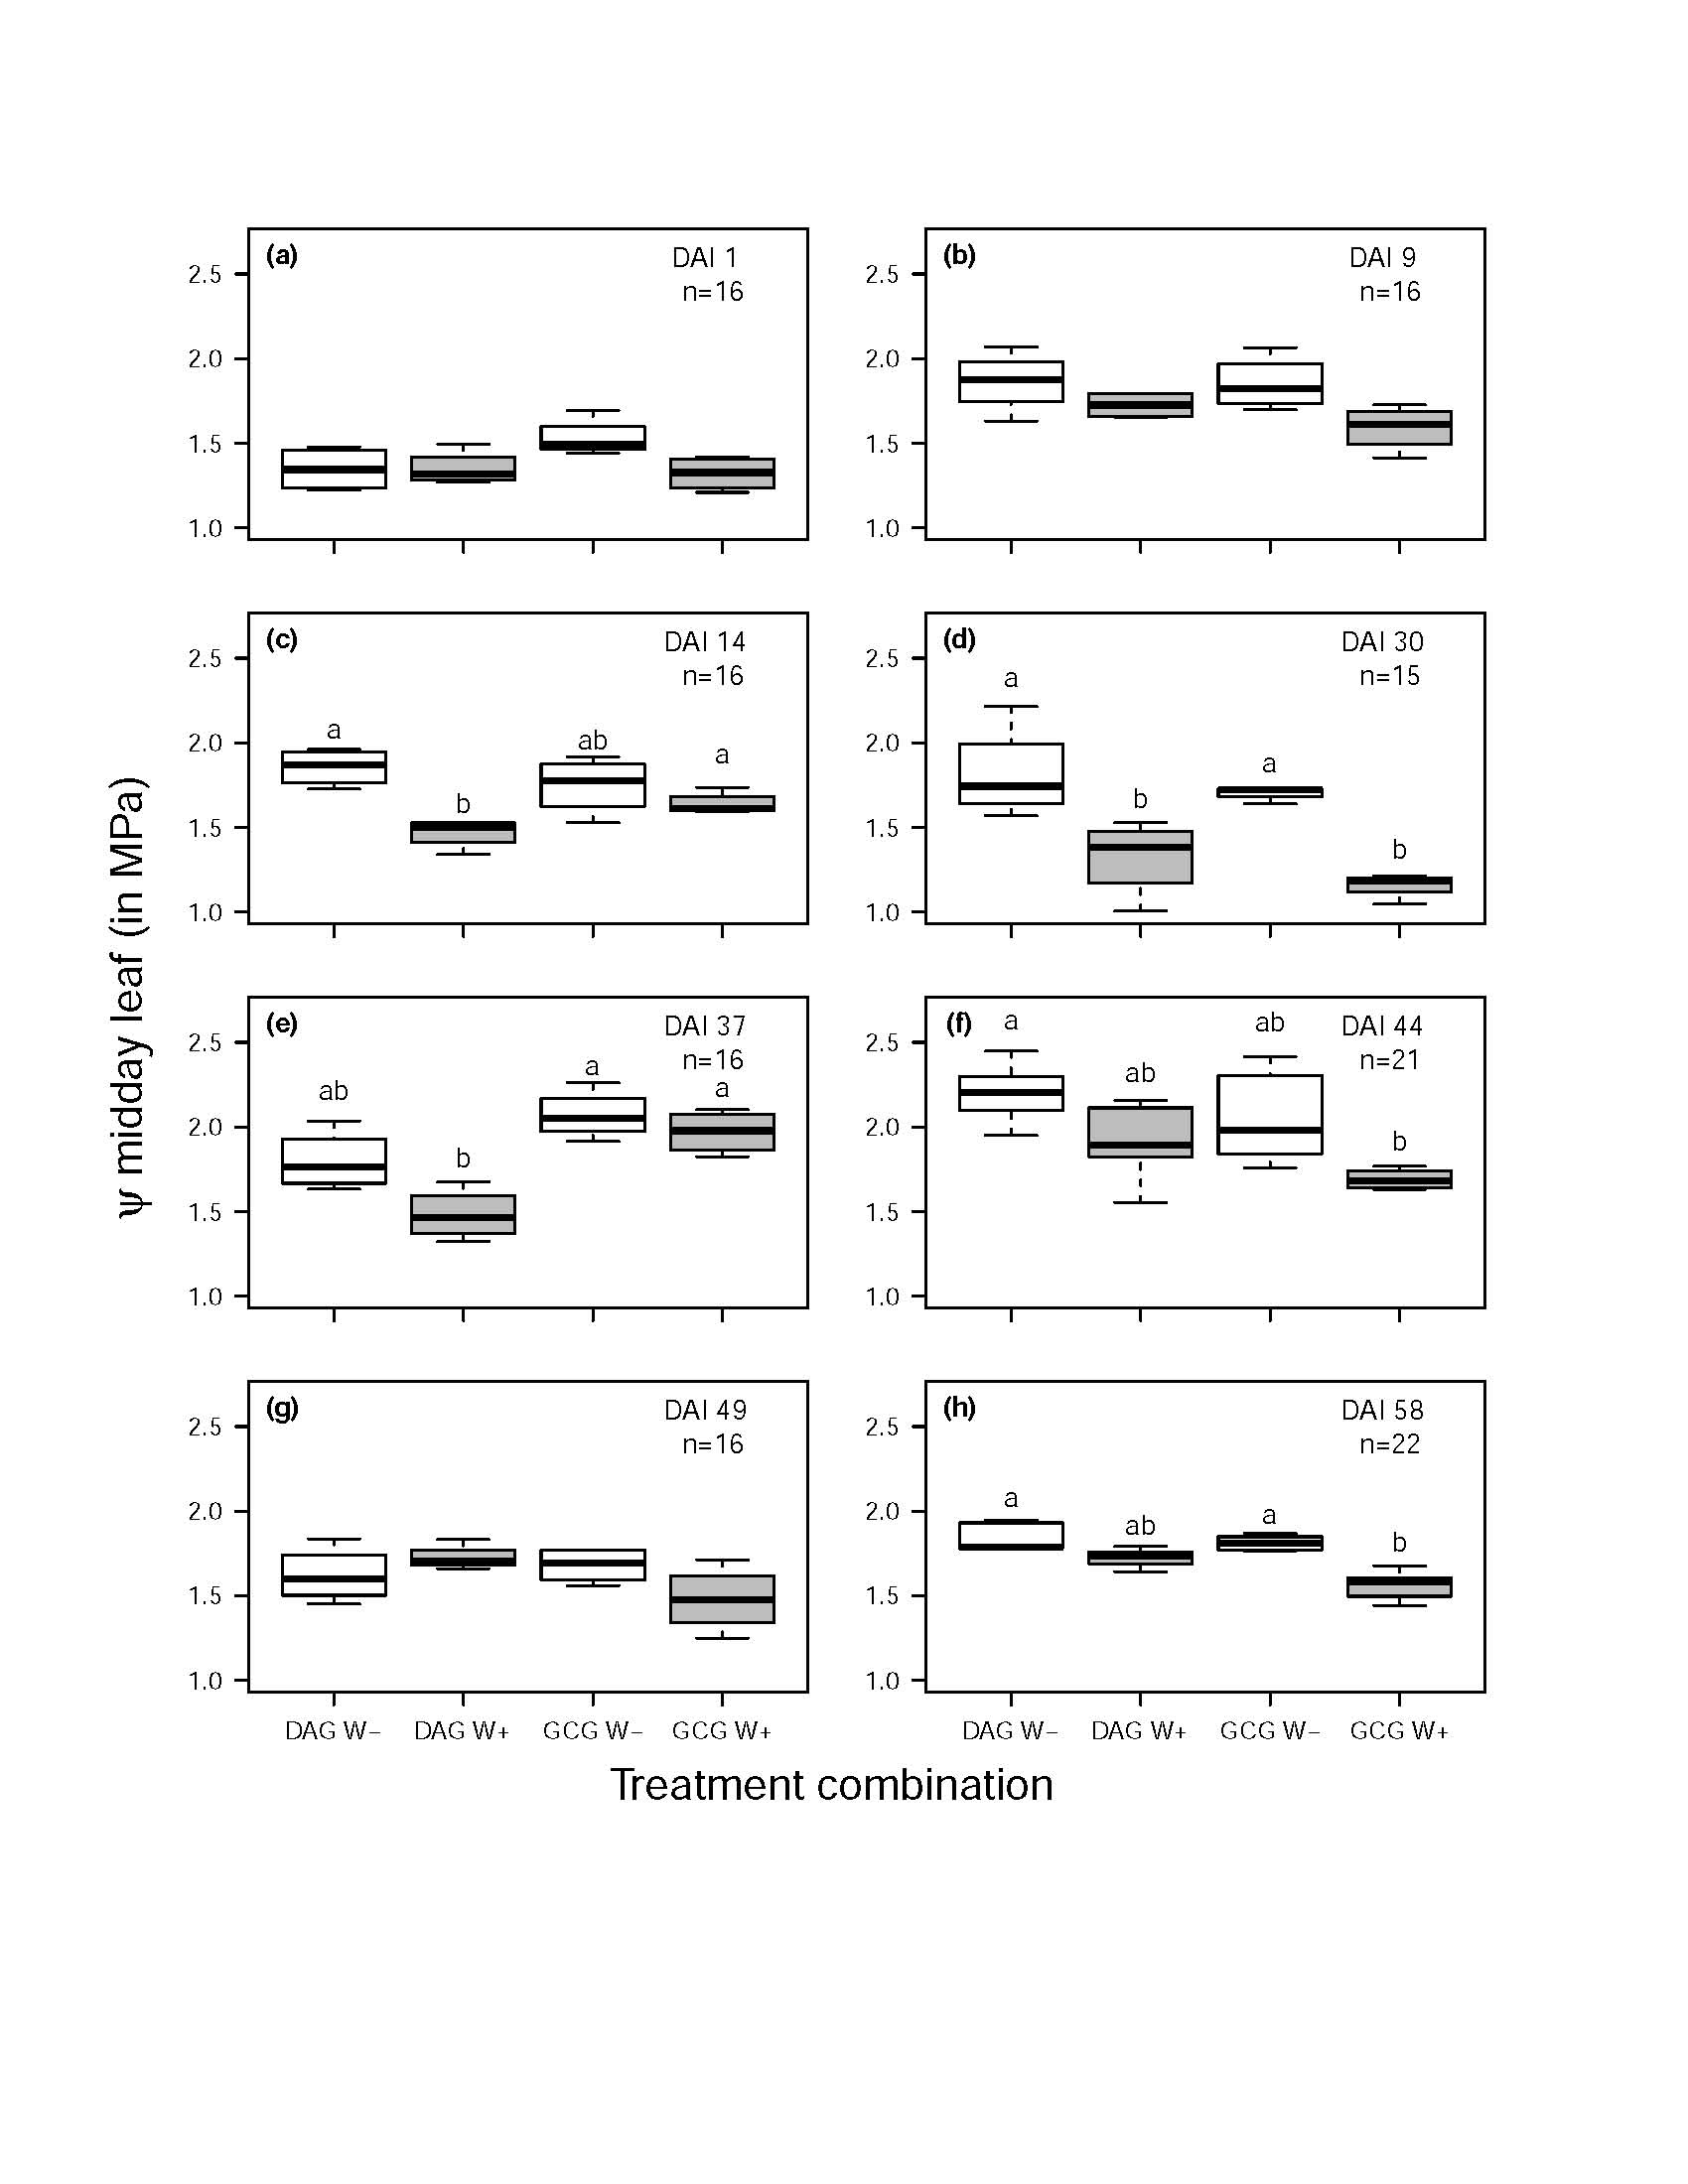 (a)
DAI 1
n=16
2.5
2.0
1.5
1.0
(b)
DAI 9
n=16
2.5
2.0
1.5
1.0
(c)
DAI 14
n=16
2.5
2.0
1.5
1.0
a
b
ab
a
(d)
DAI 30
n=15
2.5
2.0
1.5
1.0
a
b
a
b
(e)
DAI 37
n=16
2.5
2.0
1.5
1.0
ab
b
a
a
(f)
DAI 44
n=21
2.5
2.0
1.5
1.0
a
ab
ab
b
(g)
DAI 49
n=16
2.5
2.0
1.5
1.0
DAG W−
DAG W+
GCG W−
GCG W+
(h)
DAI 58
n=22
2.5
2.0
1.5
1.0
a
ab
a
b
DAG W−
DAG W+
GCG W−
GCG W+
ψ midday leaf (in MPa)
Treatment combination